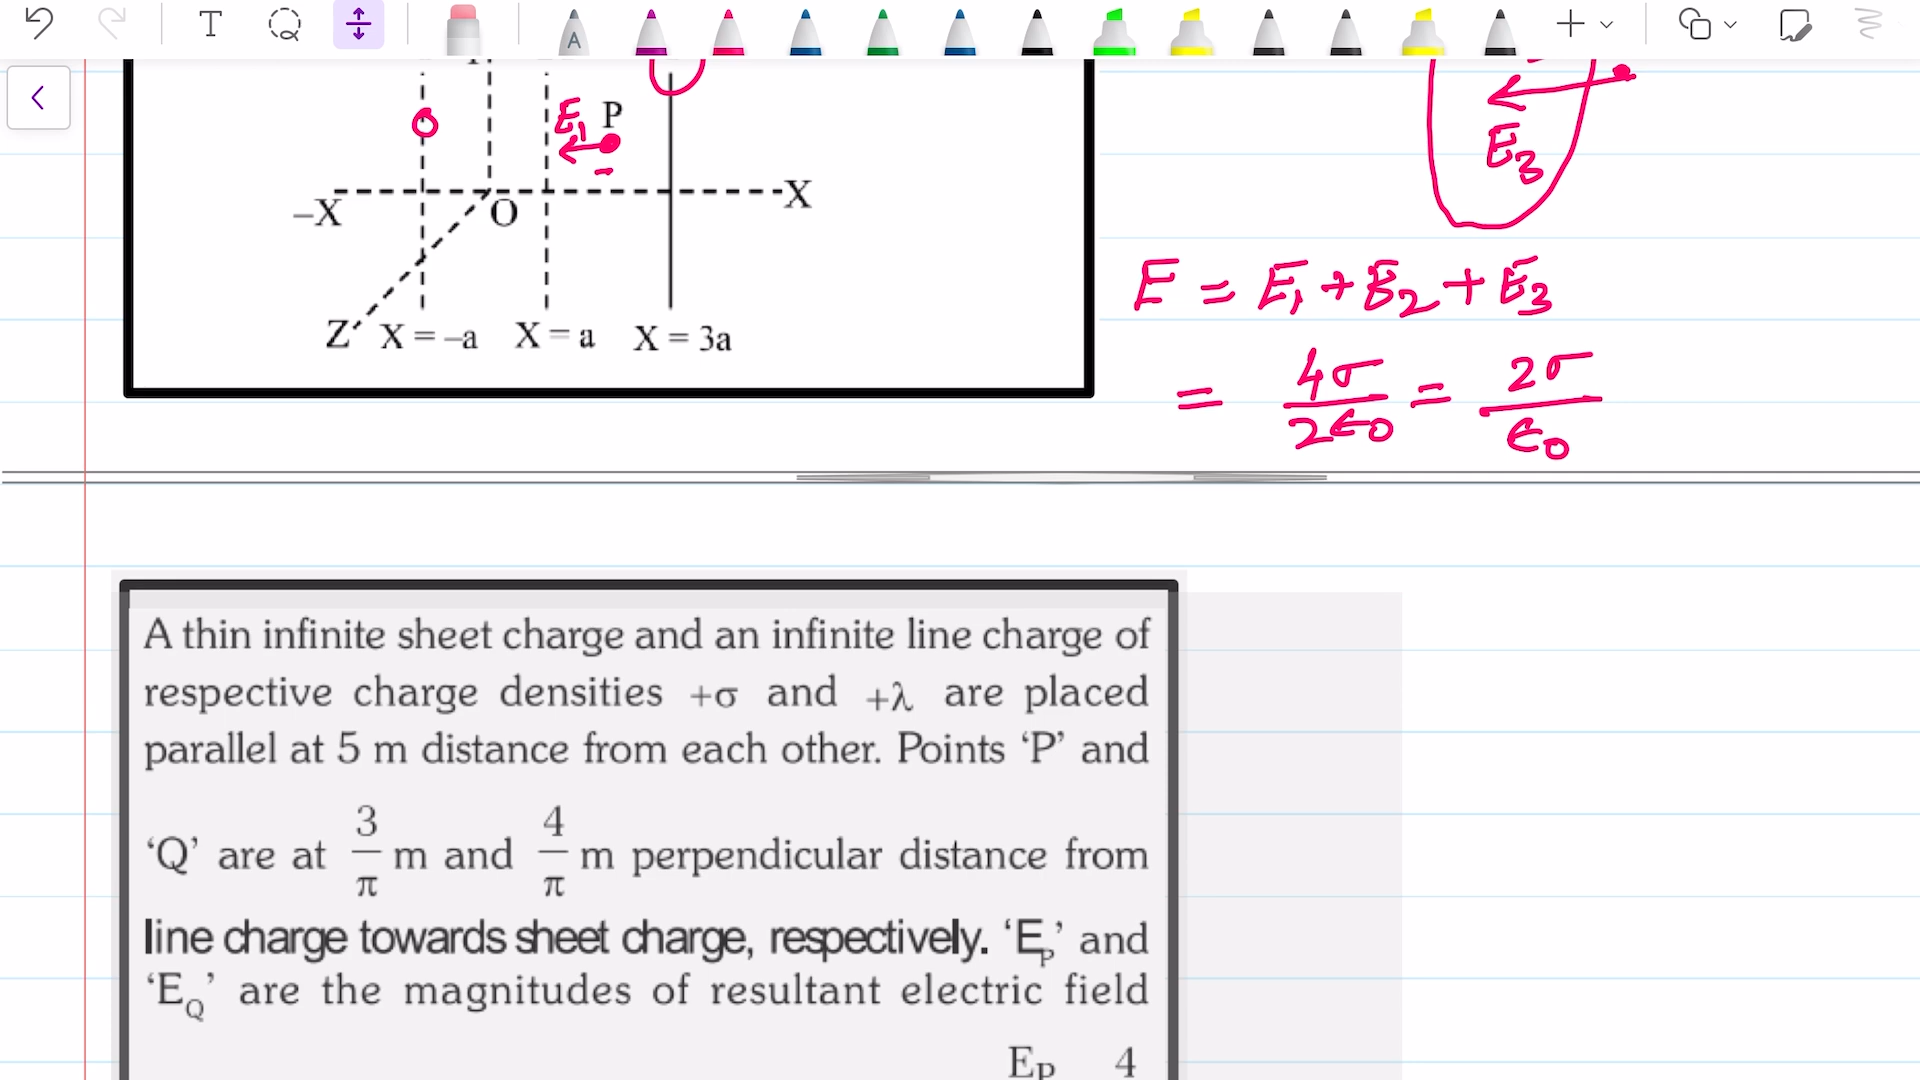 T
A
E₁ P
E₃
-X
-X
O
Z X = –a X = a X = 3a
E = E₁ + E₂ + E₃
= 4σ/2ϵ₀ = 2σ/ϵ₀
A thin infinite sheet charge and an infinite line charge of
respective charge densities +σ and +λ are placed
parallel at 5 m distance from each other. Points ‘P’ and
‘Q’ are at 3/π m and 4/π m perpendicular distance from
line charge towards sheet charge, respectively. ‘E_P’ and
‘E_Q’ are the magnitudes of resultant electric field
E_P 4